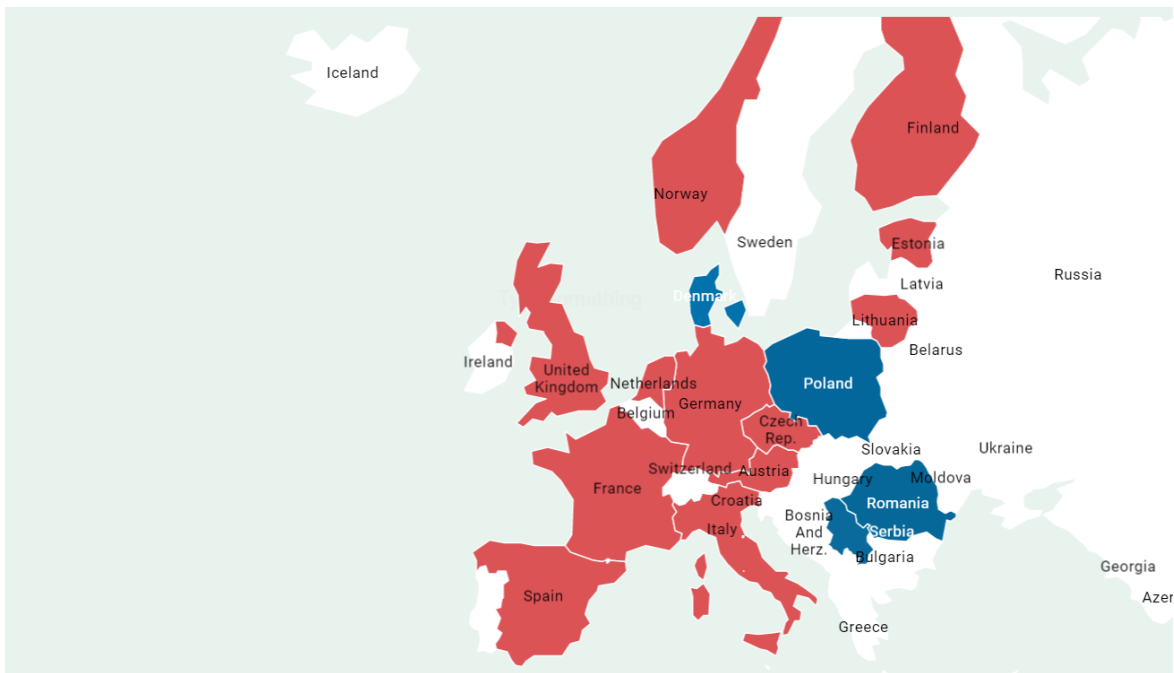 Iceland
Finland
Norway
Sweden
Estonia
Russia
Latvia
Denmark
Lithuania
Belarus
Ireland
United
Kingdom
Netherlands
Poland
Germany
Belgium
Czech
Rep.
Slovakia
Ukraine
Switzerland
Austria
Hungary
Moldova
France
Croatia
Romania
Bosnia
And
Herz.
Italy
Serbia
Bulgaria
Georgia
Spain
Azer
Greece